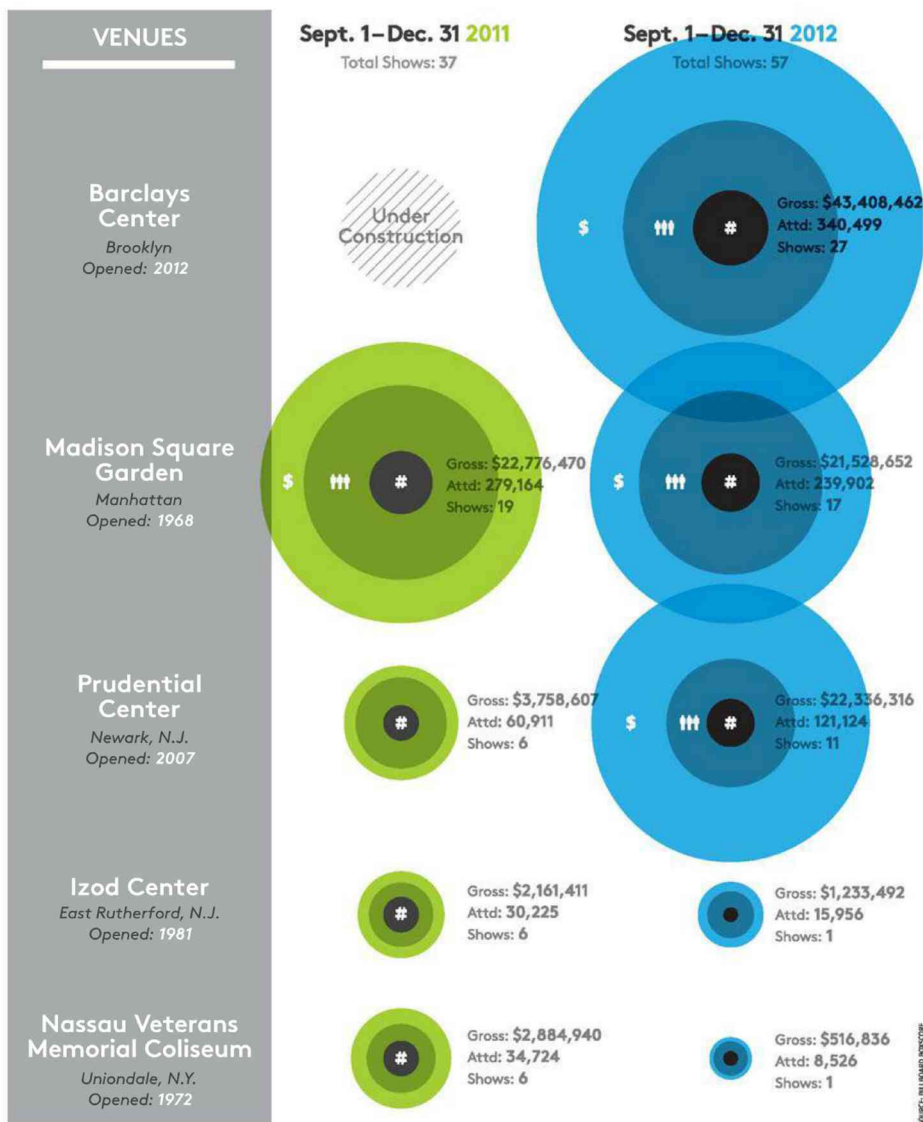 VENUES
Sept. 1–Dec. 31 2011
Total Shows: 37
Sept. 1–Dec. 31 2012
Total Shows: 57
Barclays
Center
Brooklyn
Opened: 2012
Under
Construction
$
#
Gross: $43,408,462
Attd: 340,499
Shows: 27
Madison Square
Garden
Manhattan
Opened: 1968
$
#
Gross: $22,776,470
Attd: 279,164
Shows: 19
$
#
Gross: $21,528,652
Attd: 239,902
Shows: 17
Prudential
Center
Newark, N.J.
Opened: 2007
#
Gross: $3,758,607
Attd: 60,911
Shows: 6
$
#
Gross: $22,336,316
Attd: 121,124
Shows: 11
Izod Center
East Rutherford, N.J.
Opened: 1981
#
Gross: $2,161,411
Attd: 30,225
Shows: 6
Gross: $1,233,492
Attd: 15,956
Shows: 1
Nassau Veterans
Memorial Coliseum
Uniondale, N.Y.
Opened: 1972
#
Gross: $2,884,940
Attd: 34,724
Shows: 6
Gross: $516,836
Attd: 8,526
Shows: 1
SOURCE: BILLBOARD BOXSCORE